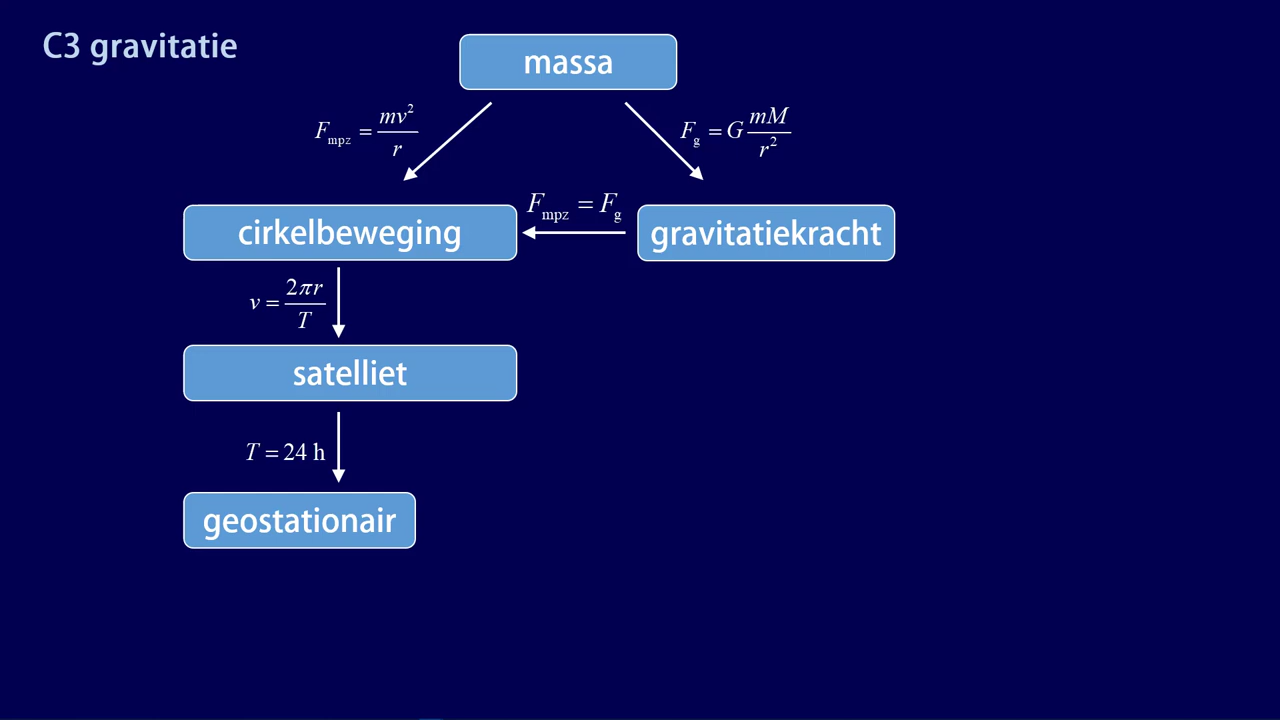 C3 gravitatie
massa
F_mpz = mv²/r
F_g = G mM/r²
F_mpz = F_g
cirkelbeweging
gravitatiekracht
v = 2πr/T
satelliet
T = 24 h
geostationair